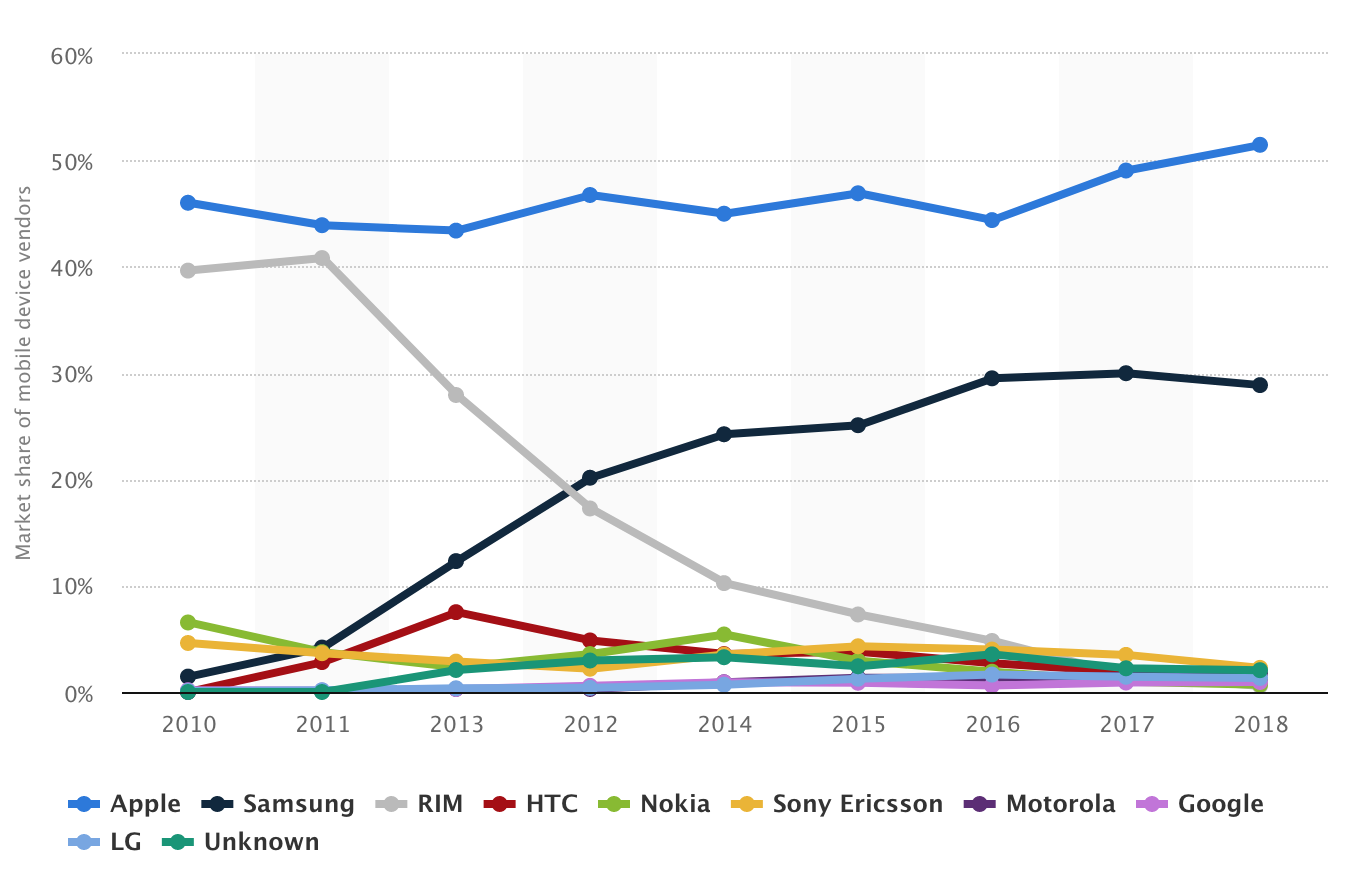 60%
50%
40%
30%
20%
10%
0%
Market share of mobile device vendors
2010 2011 2013 2012 2014 2015 2016 2017 2018
Apple Samsung RIM HTC Nokia Sony Ericsson Motorola Google
LG Unknown